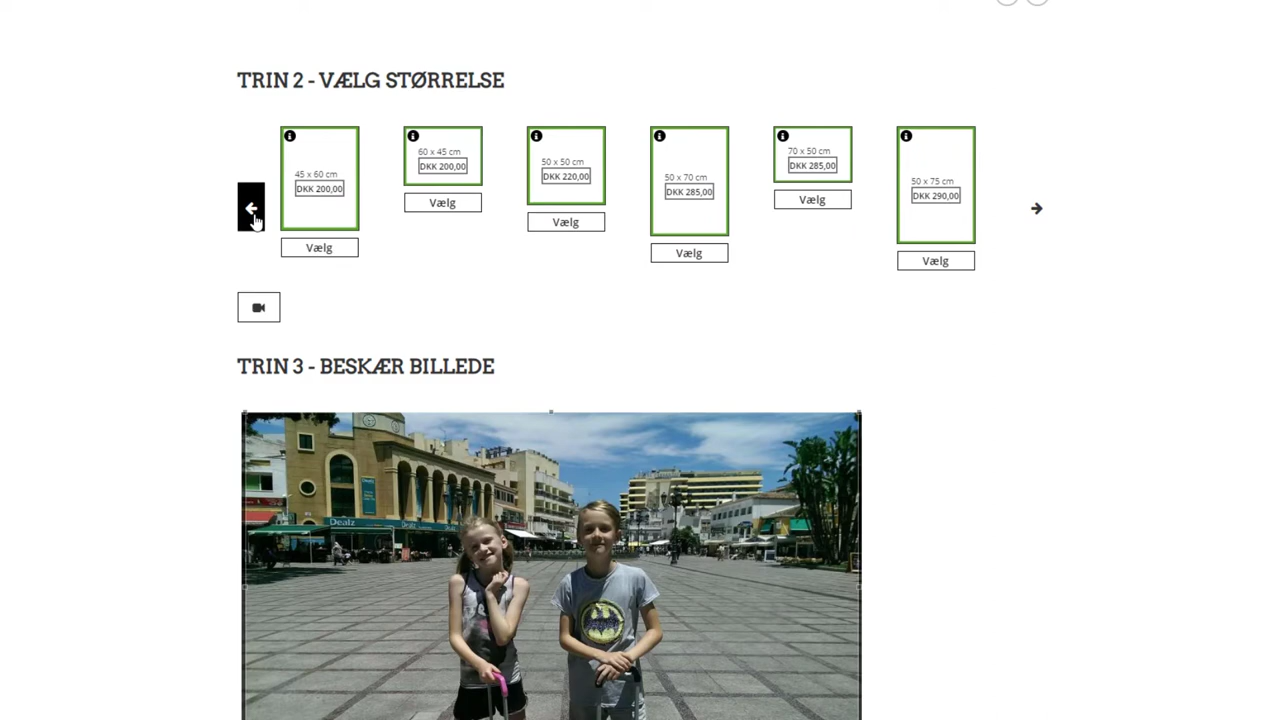 TRIN 2 - VÆLG STØRRELSE
45 x 60 cm
DKK 200,00
Vælg
60 x 45 cm
DKK 200,00
Vælg
50 x 50 cm
DKK 220,00
Vælg
50 x 70 cm
DKK 285,00
Vælg
70 x 50 cm
DKK 285,00
Vælg
50 x 75 cm
DKK 290,00
Vælg
TRIN 3 - BESKÆR BILLEDE
Dealz
Dealz